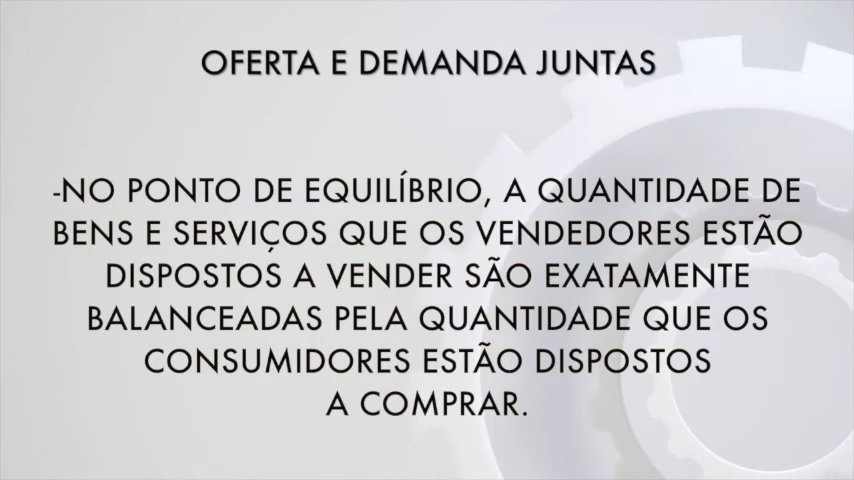 OFERTA E DEMANDA JUNTAS
-NO PONTO DE EQUILÍBRIO, A QUANTIDADE DE
BENS E SERVIÇOS QUE OS VENDEDORES ESTÃO
DISPOSTOS A VENDER SÃO EXATAMENTE
BALANCEADAS PELA QUANTIDADE QUE OS
CONSUMIDORES ESTÃO DISPOSTOS
A COMPRAR.